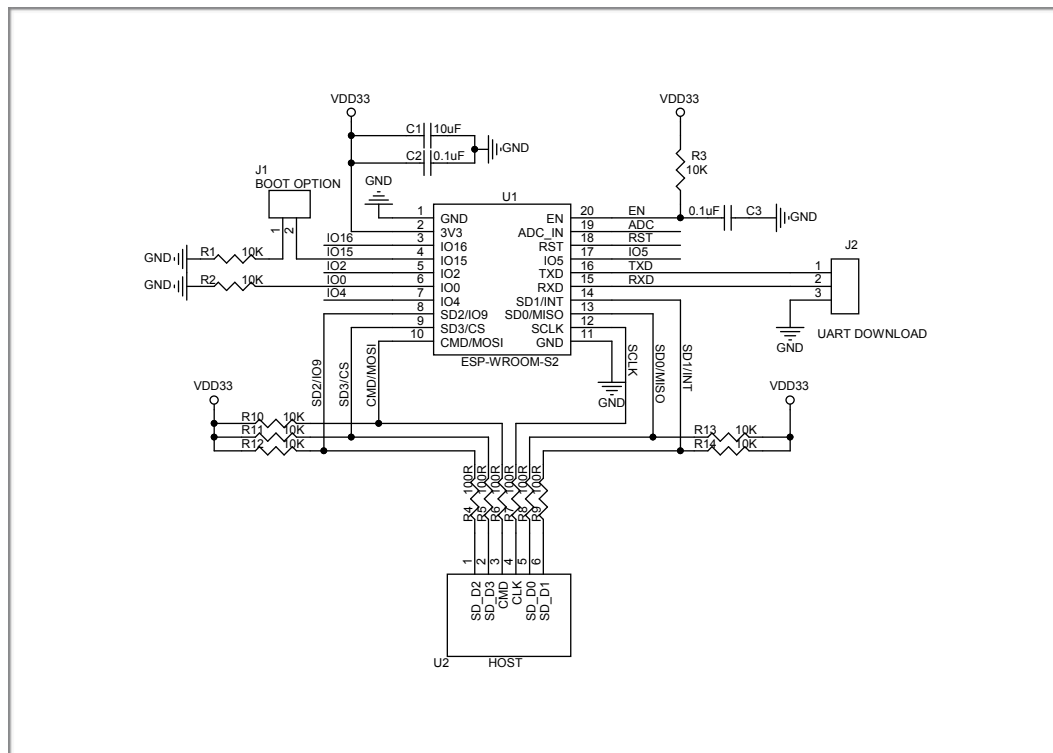 VDD33
VDD33
C1 10uF
GND
C2 0.1uF
R3
10K
J1
BOOT OPTION
GND
U1
1 GND EN 20 EN 0.1uF C3 GND
2 3V3 ADC_IN 19 ADC
IO16 3 IO16 RST 18 RST
1 2
GND R1 10K IO15 4 IO15 IO5 17 IO5
J2
IO2 5 IO2 TXD 16 TXD 1
GND R2 10K IO0 6 IO0 RXD 15 RXD 2
IO4 7 IO4 SD1/INT 14 3
8 SD2/IO9 SD0/MISO 13
9 SD3/CS SCLK 12
10 CMD/MOSI GND 11
UART DOWNLOAD
GND
ESP-WROOM-S2
SD2/IO9
SD3/CS
CMD/MOSI
GND
SCLK
SD0/MISO
SD1/INT
VDD33
VDD33
R10 10K
R11 10K
R12 10K
R13 10K
R14 10K
R4 100R
R5 100R
R6 100R
R7 100R
R8 100R
R9 100R
1 2 3 4 5 6
SD_D2
SD_D3
CMD
CLK
SD_D0
SD_D1
U2 HOST